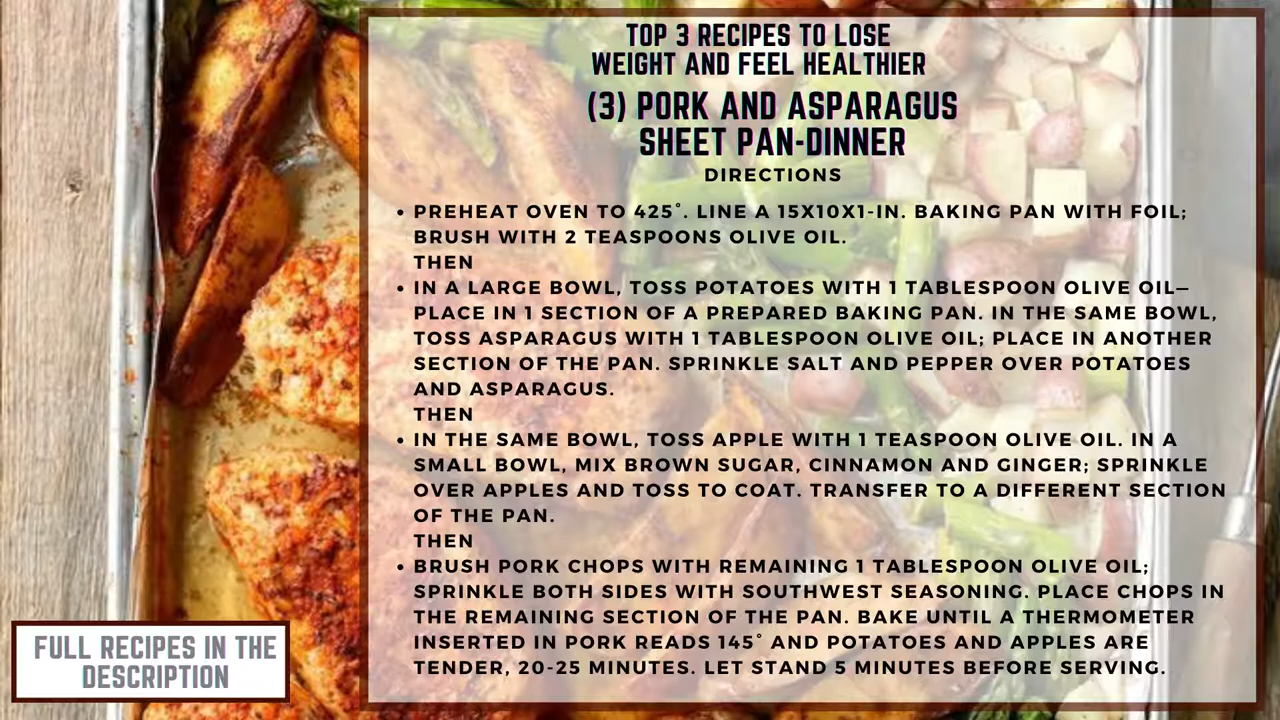 TOP 3 RECIPES TO LOSE
WEIGHT AND FEEL HEALTHIER
(3) PORK AND ASPARAGUS
SHEET PAN-DINNER
DIRECTIONS
• PREHEAT OVEN TO 425°. LINE A 15X10X1-IN. BAKING PAN WITH FOIL;
BRUSH WITH 2 TEASPOONS OLIVE OIL.
THEN
• IN A LARGE BOWL, TOSS POTATOES WITH 1 TABLESPOON OLIVE OIL—
PLACE IN 1 SECTION OF A PREPARED BAKING PAN. IN THE SAME BOWL,
TOSS ASPARAGUS WITH 1 TABLESPOON OLIVE OIL; PLACE IN ANOTHER
SECTION OF THE PAN. SPRINKLE SALT AND PEPPER OVER POTATOES
AND ASPARAGUS.
THEN
• IN THE SAME BOWL, TOSS APPLE WITH 1 TEASPOON OLIVE OIL. IN A
SMALL BOWL, MIX BROWN SUGAR, CINNAMON AND GINGER; SPRINKLE
OVER APPLES AND TOSS TO COAT. TRANSFER TO A DIFFERENT SECTION
OF THE PAN.
THEN
• BRUSH PORK CHOPS WITH REMAINING 1 TABLESPOON OLIVE OIL;
SPRINKLE BOTH SIDES WITH SOUTHWEST SEASONING. PLACE CHOPS IN
THE REMAINING SECTION OF THE PAN. BAKE UNTIL A THERMOMETER
INSERTED IN PORK READS 145° AND POTATOES AND APPLES ARE
TENDER, 20-25 MINUTES. LET STAND 5 MINUTES BEFORE SERVING.
FULL RECIPES IN THE
DESCRIPTION